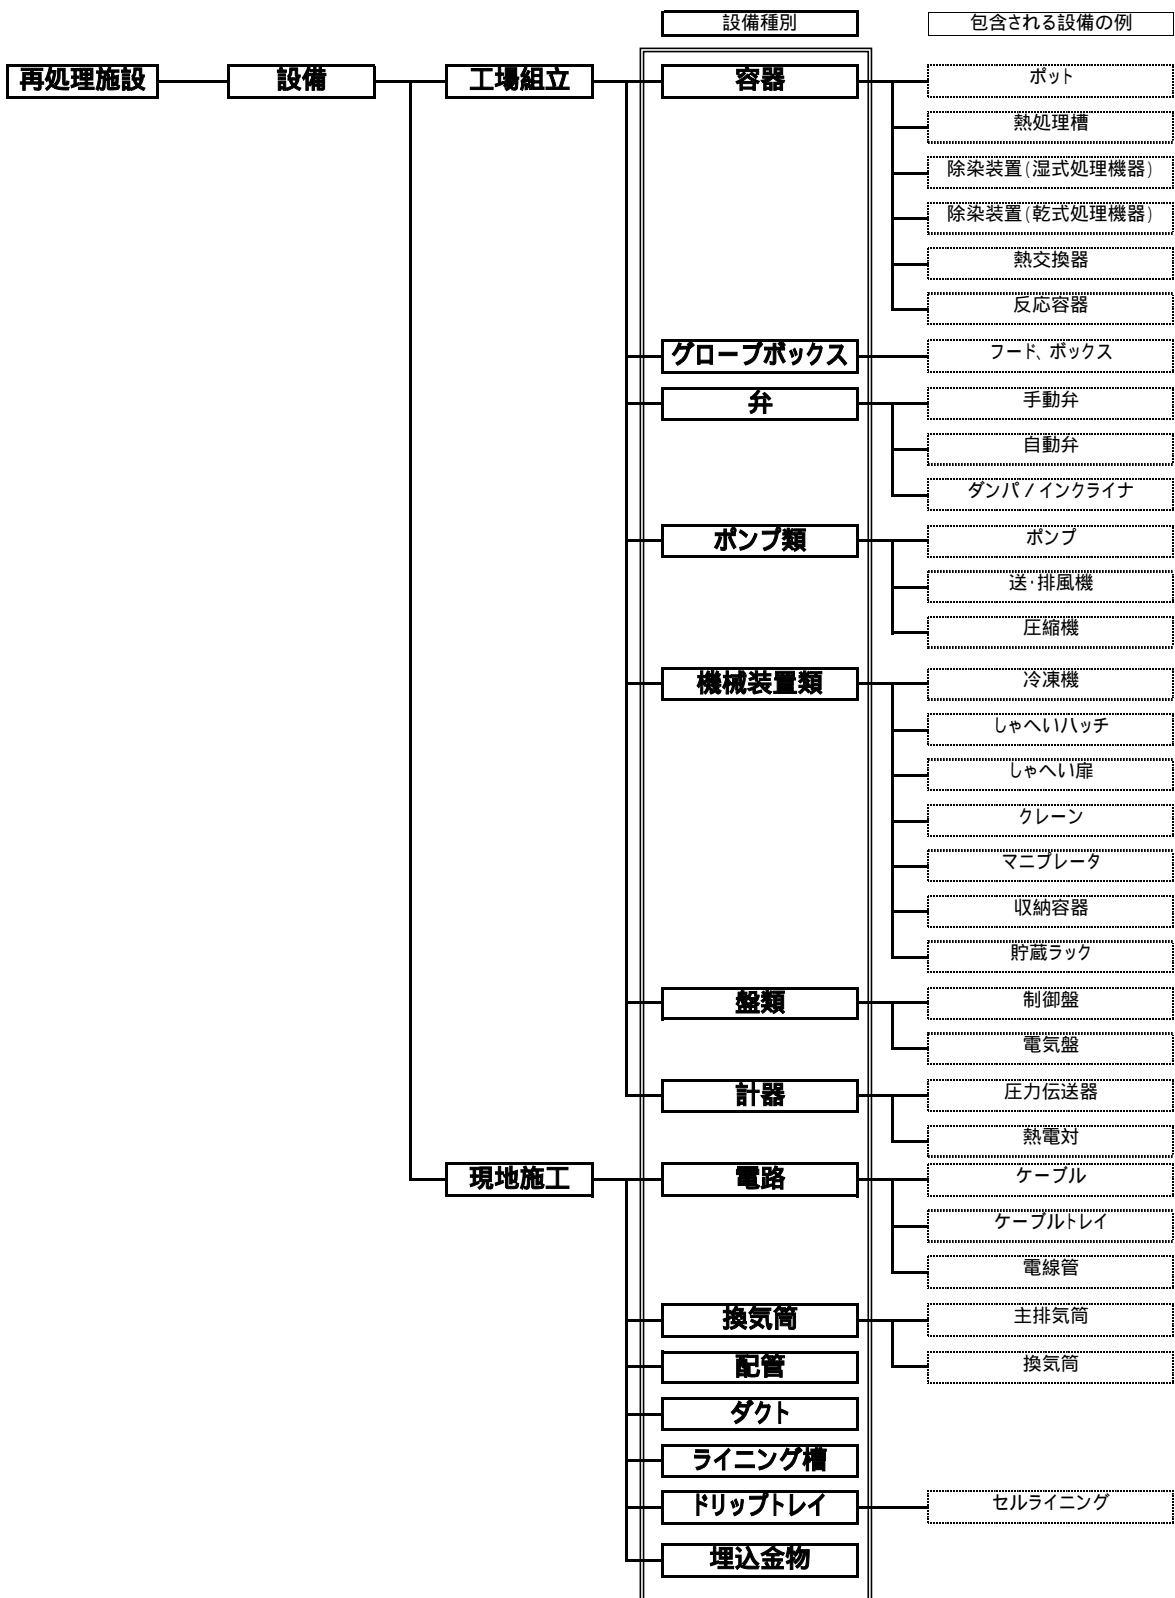 設備種別
包含される設備の例
再処理施設
設備
工場組立
容器
ポット
熱処理槽
除染装置(湿式処理機器)
除染装置(乾式処理機器)
熱交換器
反応容器
グローブボックス
フード、ボックス
弁
手動弁
自動弁
ダンパ/インクライナ
ポンプ類
ポンプ
送・排風機
圧縮機
機械装置類
冷凍機
しゃへいハッチ
しゃへい扉
クレーン
マニプレータ
収納容器
貯蔵ラック
盤類
制御盤
電気盤
計器
圧力伝送器
熱電対
現地施工
電路
ケーブル
ケーブルトレイ
電線管
換気筒
主排気筒
換気筒
配管
ダクト
ライニング槽
ドリップトレイ
セルライニング
埋込金物